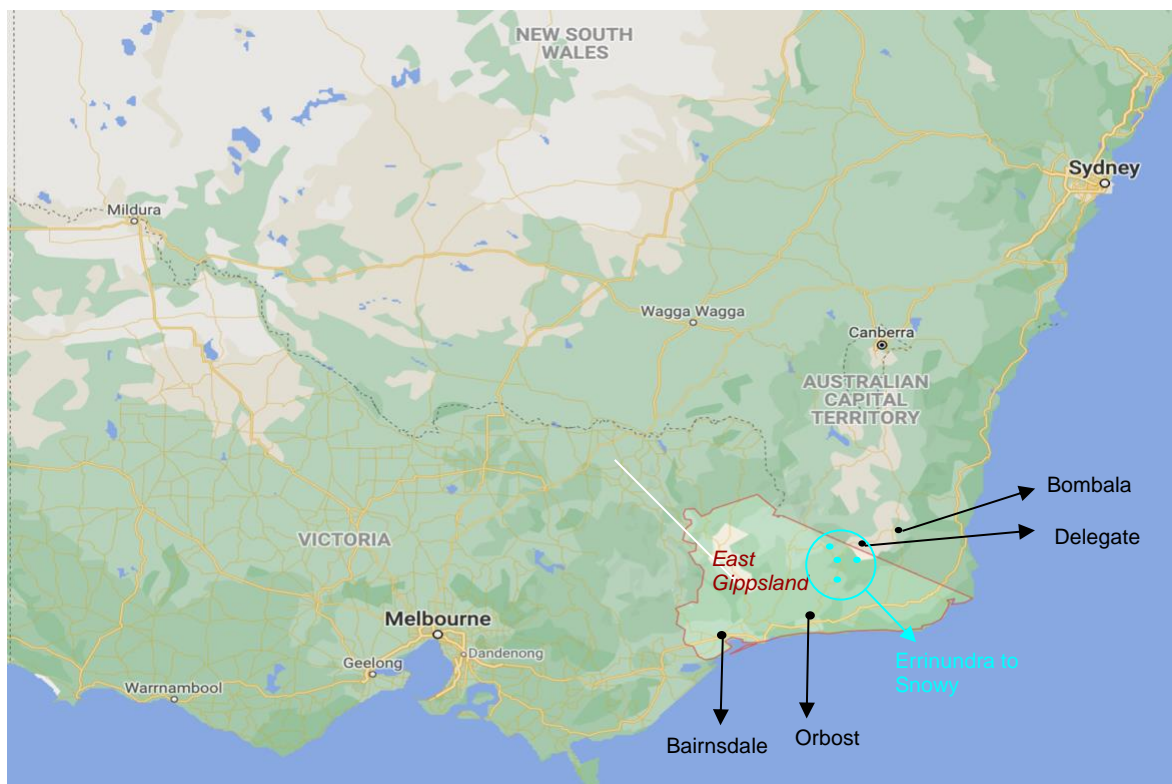 NEW SOUTH
WALES
Sydney
Mildura
Wagga Wagga
Canberra
AUSTRALIAN
CAPITAL
TERRITORY
Bombala
Delegate
VICTORIA
East
Gippsland
Melbourne
Dandenong
Geelong
Warrnambool
Errinundra to
Snowy
Bairnsdale
Orbost